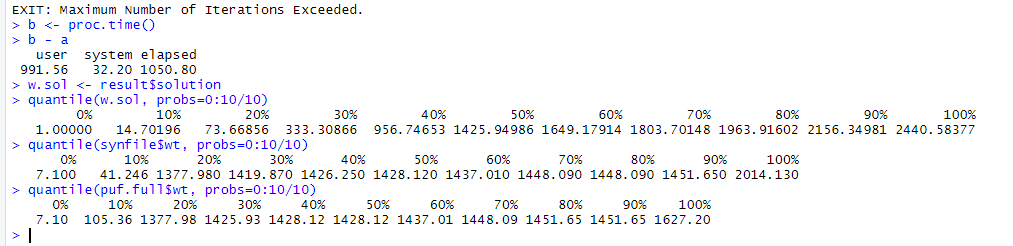 EXIT: Maximum Number of Iterations Exceeded.
> b <- proc.time()
> b - a
user system elapsed
991.56 32.20 1050.80
> w.sol <- result$solution
> quantile(w.sol, probs=0:10/10)
0% 10% 20% 30% 40% 50% 60% 70% 80% 90% 100%
1.00000 14.70196 73.66856 333.30866 956.74653 1425.94986 1649.17914 1803.70148 1963.91602 2156.34981 2440.58377
> quantile(synfile$wt, probs=0:10/10)
0% 10% 20% 30% 40% 50% 60% 70% 80% 90% 100%
7.100 41.246 1377.980 1419.870 1426.250 1428.120 1437.010 1448.090 1448.090 1451.650 2014.130
> quantile(puf.full$wt, probs=0:10/10)
0% 10% 20% 30% 40% 50% 60% 70% 80% 90% 100%
7.10 105.36 1377.98 1425.93 1428.12 1428.12 1437.01 1448.09 1451.65 1451.65 1627.20
>